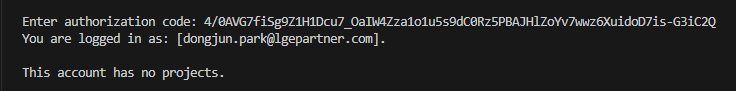 Enter authorization code: 4/0AVG7fiSg9Z1H1Dcu7_OaIW4Zza1o1u5s9dC0Rz5PBAJHlZoYv7wwz6XuidoD7is-G3iC2Q
You are logged in as: [dongjun.park@lgepartner.com].
This account has no projects.